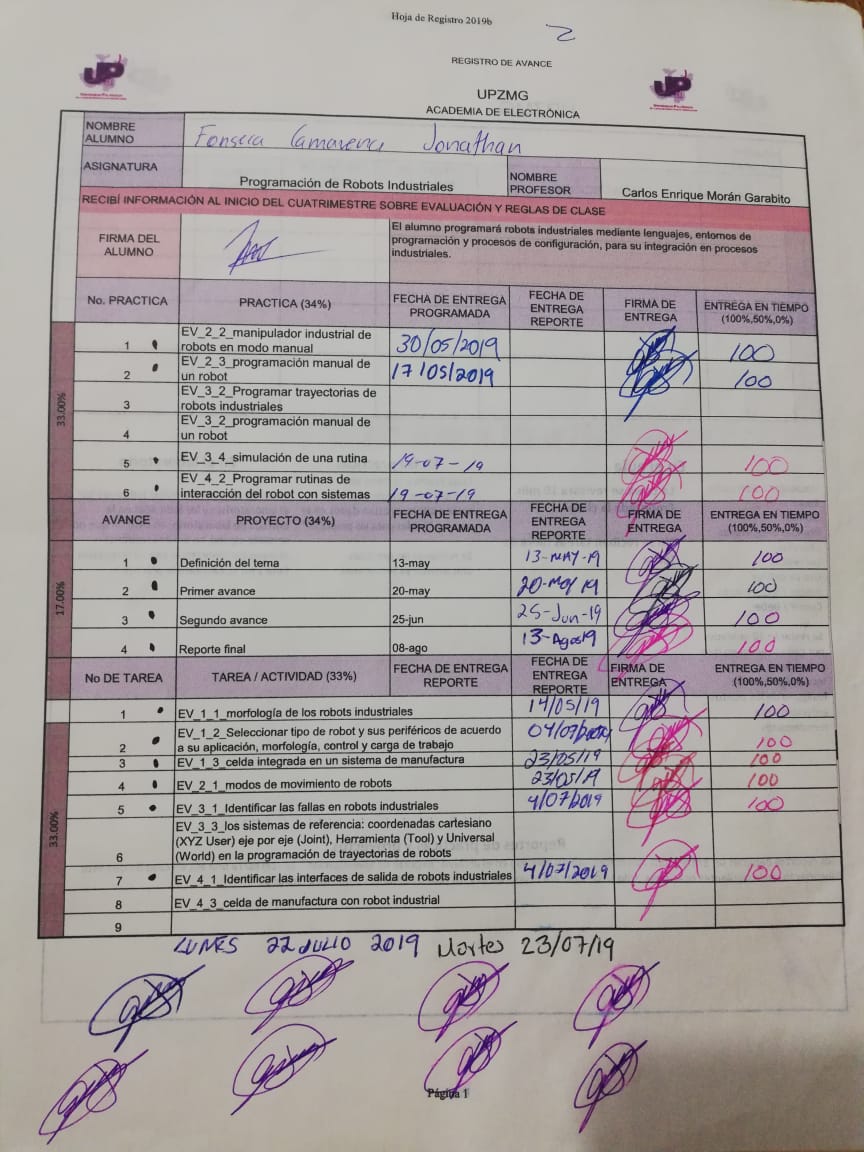 Hoja de Registro 2019b
2
REGISTRO DE AVANCE
UP
UP
UPZMG
ACADEMIA DE ELECTRÓNICA
NOMBRE ALUMNO Fonseca Camarena Jonathan
ASIGNATURA Programación de Robots Industriales NOMBRE PROFESOR Carlos Enrique Morán Garabito
RECIBÍ INFORMACIÓN AL INICIO DEL CUATRIMESTRE SOBRE EVALUACIÓN Y REGLAS DE CLASE
FIRMA DEL ALUMNO
El alumno programará robots industriales mediante lenguajes, entornos de
programación y procesos de configuración, para su integración en procesos
industriales.
No. PRACTICA PRACTICA (34%) FECHA DE ENTREGA PROGRAMADA FECHA DE ENTREGA REPORTE FIRMA DE ENTREGA ENTREGA EN TIEMPO (100%,50%,0%)
33.00%
1 EV_2_2_manipulador industrial de robots en modo manual 30/05/2019 100
2 EV_2_3_programación manual de un robot 17/05/2019 100
3 EV_3_2_Programar trayectorias de robots industriales
4 EV_3_2_programación manual de un robot
5 EV_3_4_simulación de una rutina 19-07-19 100
6 EV_4_2_Programar rutinas de interacción del robot con sistemas 19-07-19 100
AVANCE PROYECTO (34%) FECHA DE ENTREGA PROGRAMADA FECHA DE ENTREGA REPORTE FIRMA DE ENTREGA ENTREGA EN TIEMPO (100%,50%,0%)
17.00%
1 Definición del tema 13-may 13-MAY-19 100
2 Primer avance 20-may 20-May 19 100
3 Segundo avance 25-jun 25-Jun-19 100
4 Reporte final 08-ago 13-Agos19 100
No DE TAREA TAREA / ACTIVIDAD (33%) FECHA DE ENTREGA REPORTE FECHA DE ENTREGA REPORTE FIRMA DE ENTREGA ENTREGA EN TIEMPO (100%,50%,0%)
33.00%
1 EV_1_1_morfología de los robots industriales 14/05/19 100
2 EV_1_2_Seleccionar tipo de robot y sus periféricos de acuerdo a su aplicación, morfología, control y carga de trabajo 100
3 EV_1_3_celda integrada en un sistema de manufactura 23/05/19 100
4 EV_2_1_modos de movimiento de robots 23/05/19 100
5 EV_3_1_Identificar las fallas en robots industriales 4/07/2019 100
6 EV_3_3_los sistemas de referencia: coordenadas cartesiano (XYZ User) eje por eje (Joint), Herramienta (Tool) y Universal (World) en la programación de trayectorias de robots
7 EV_4_1_Identificar las interfaces de salida de robots industriales 4/07/2019 100
8 EV_4_3_celda de manufactura con robot industrial
9
LUNES 22 JULIO 2019 Martes 23/07/19
Página 1